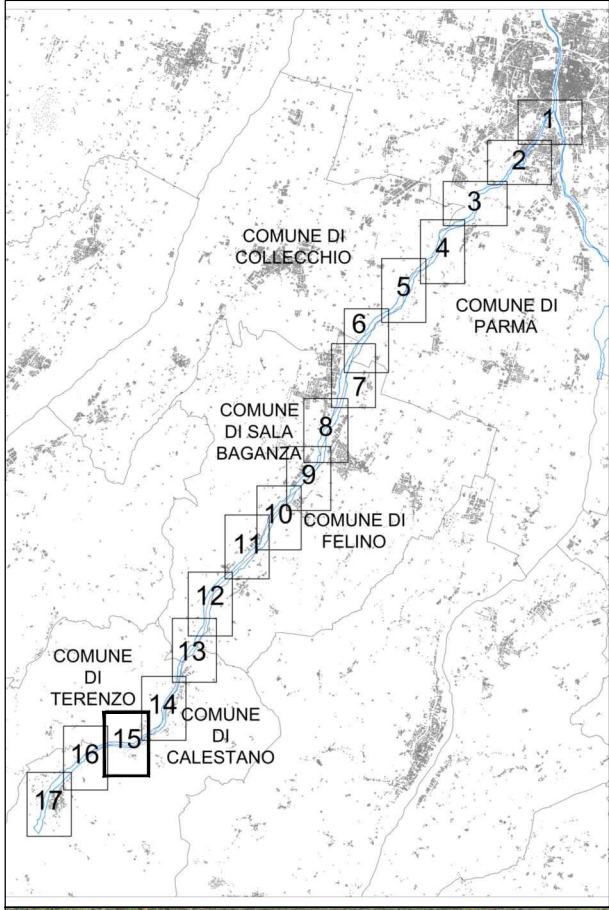 1
2
3
COMUNE DI
COLLECCHIO
4
5
COMUNE DI
PARMA
6
7
COMUNE
DI SALA
BAGANZA
8
9
10
COMUNE DI
FELINO
11
12
13
COMUNE
DI
TERENZO
14
COMUNE
DI
CALESTANO
15
16
17